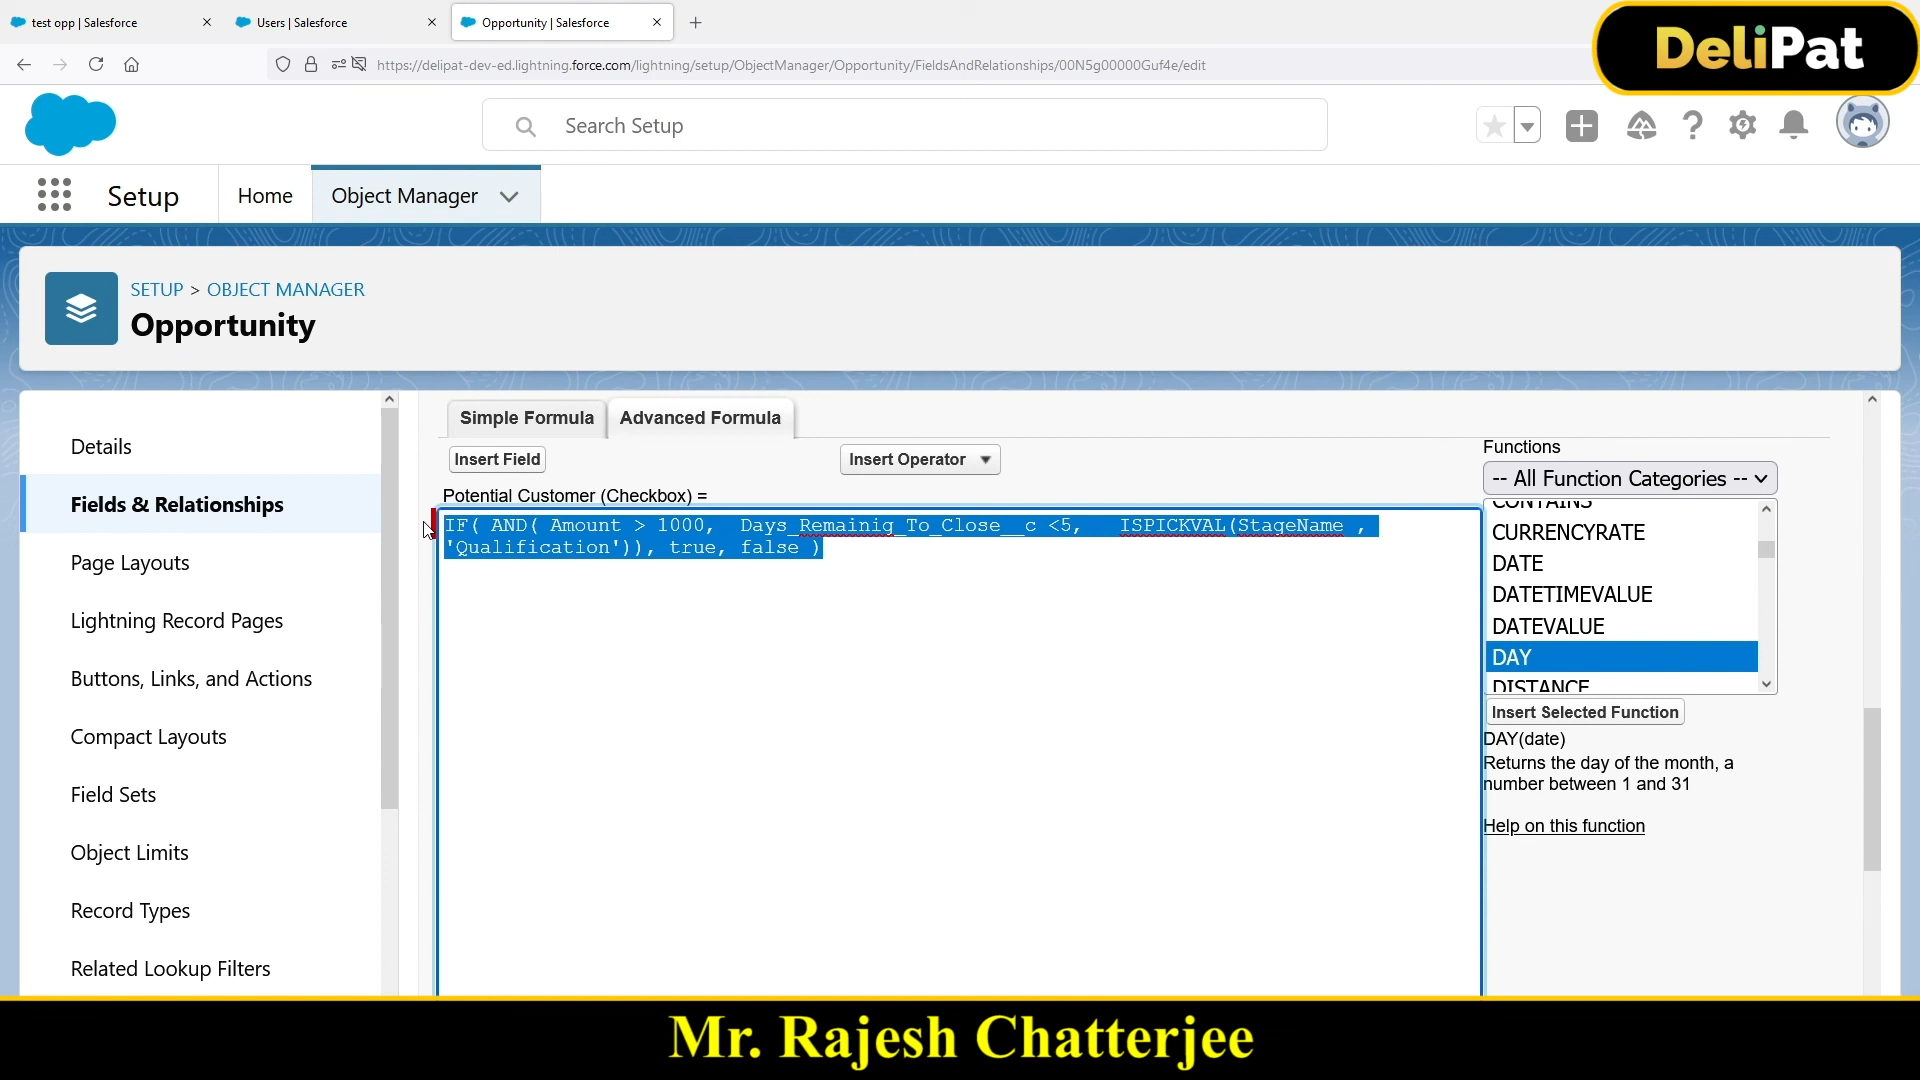 test opp | Salesforce
Users | Salesforce
Opportunity | Salesforce
https://delipat-dev-ed.lightning.force.com/lightning/setup/ObjectManager/Opportunity/FieldsAndRelationships/00N5g00000Guf4e/edit
DeliPat
Search Setup
Setup
Home
Object Manager
SETUP > OBJECT MANAGER
Opportunity
Details
Fields & Relationships
Page Layouts
Lightning Record Pages
Buttons, Links, and Actions
Compact Layouts
Field Sets
Object Limits
Record Types
Related Lookup Filters
Simple Formula
Advanced Formula
Insert Field
Insert Operator
Potential Customer (Checkbox) =
IF( AND( Amount > 1000,  Days_Remainig_To_Close__c <5,   ISPICKVAL(StageName ,
'Qualification')), true, false )
Functions
-- All Function Categories --
CONTAINS
CURRENCYRATE
DATE
DATETIMEVALUE
DATEVALUE
DAY
DISTANCE
Insert Selected Function
DAY(date)
Returns the day of the month, a
number between 1 and 31
Help on this function
Mr. Rajesh Chatterjee